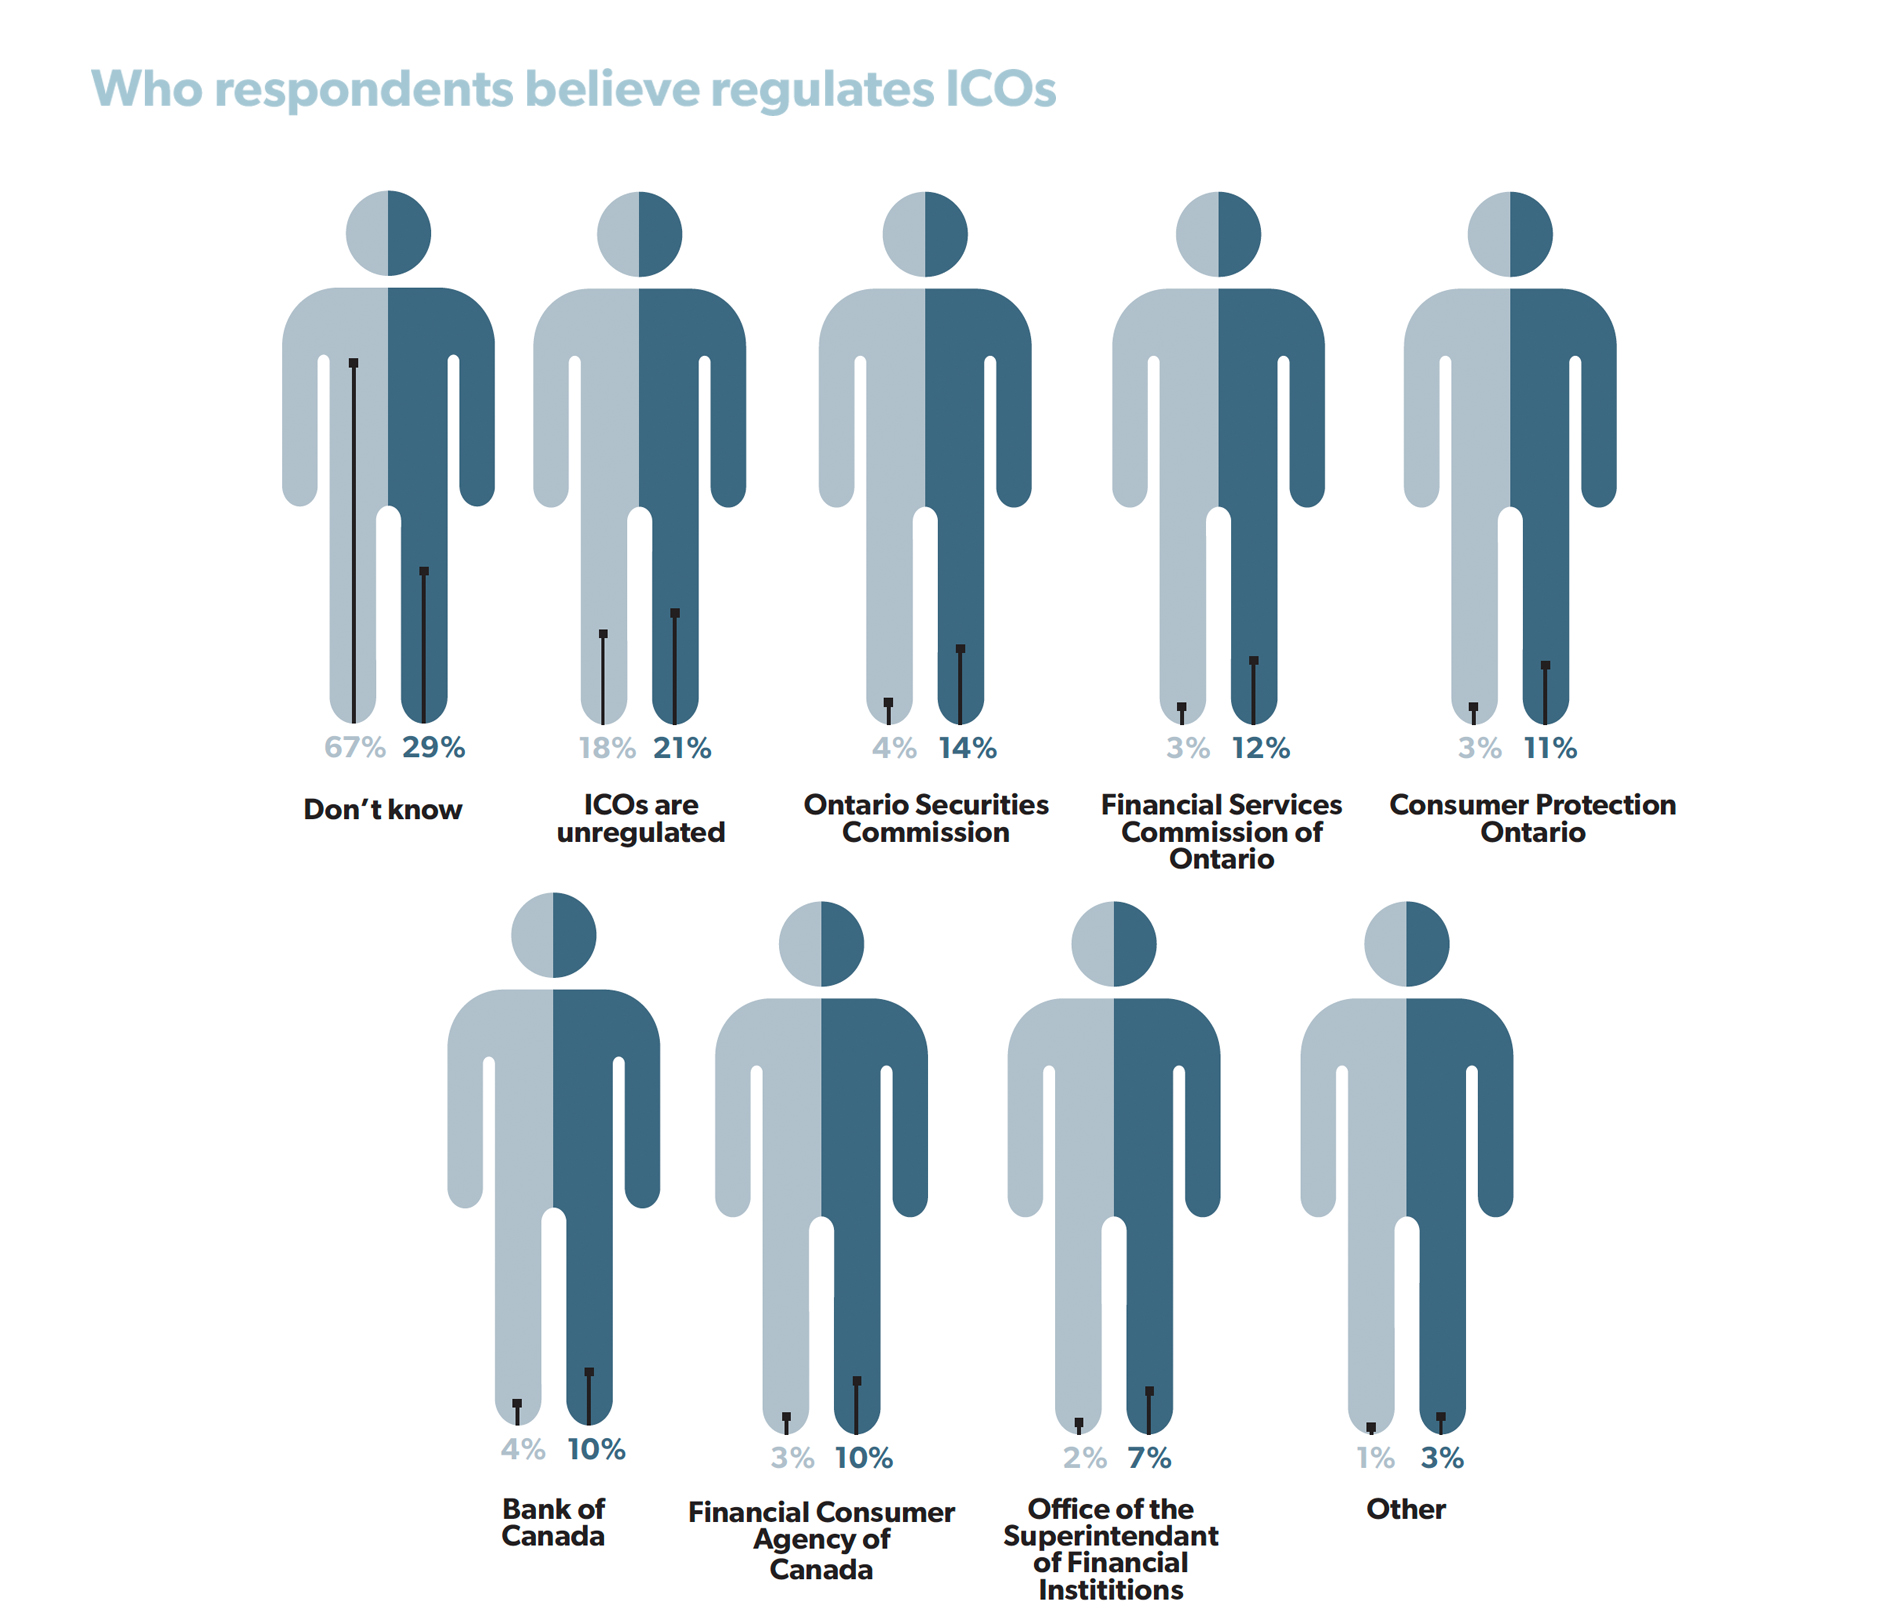 Who respondents believe regulates ICOs
67% 29%
Don't know
18% 21%
ICOs are
unregulated
4% 14%
Ontario Securities
Commission
3% 12%
Financial Services
Commission of
Ontario
3% 11%
Consumer Protection
Ontario
4% 10%
Bank of
Canada
3% 10%
Financial Consumer
Agency of
Canada
2% 7%
Office of the
Superintendant
of Financial
Instititions
1% 3%
Other